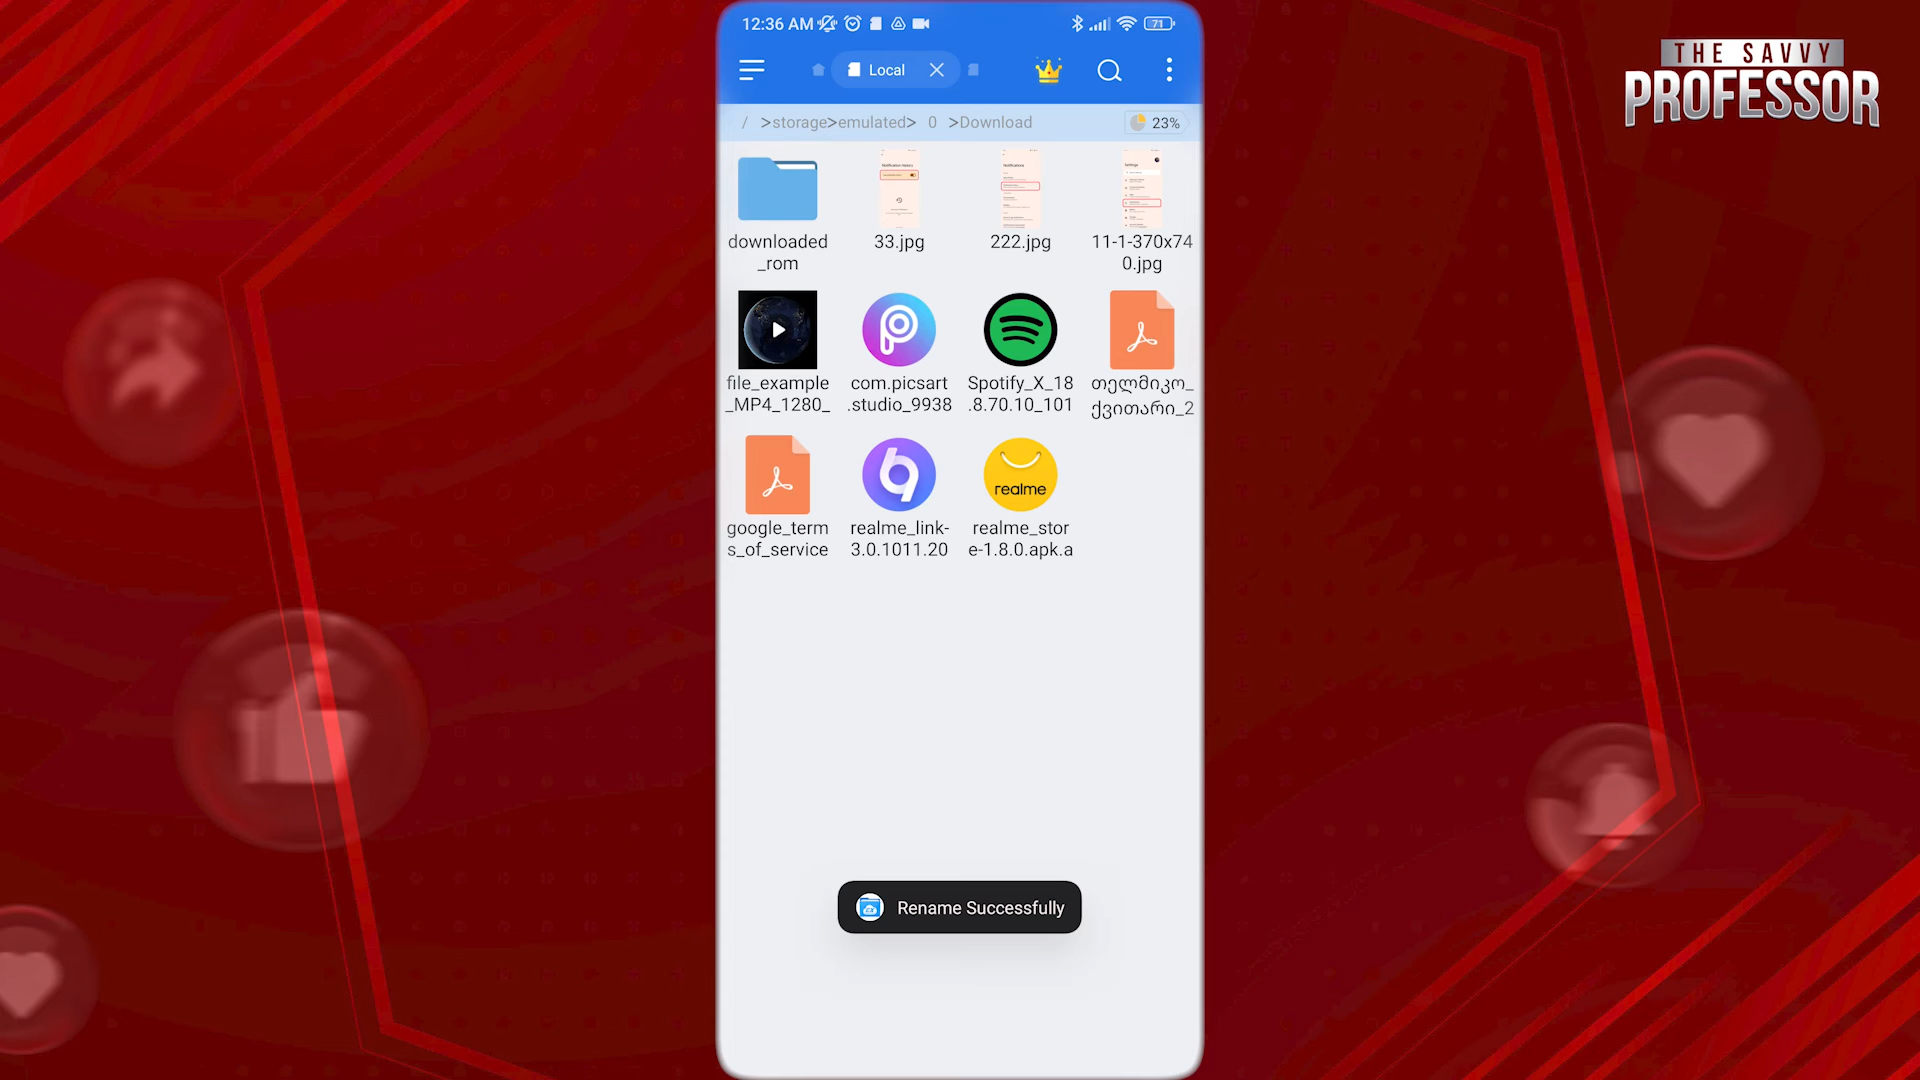 12:36 AM
71
THE SAVVY
PROFESSOR
Local
/ >storage>emulated> 0 >Download
23%
downloaded
_rom
33.jpg
222.jpg
11-1-370x74
0.jpg
file_example
_MP4_1280_
com.picsart
.studio_9938
Spotify_X_18
.8.70.10_101
თელმიკო_
ქვითარი_2
google_term
s_of_service
realme_link-
3.0.1011.20
realme
realme_stor
e-1.8.0.apk.a
Rename Successfully